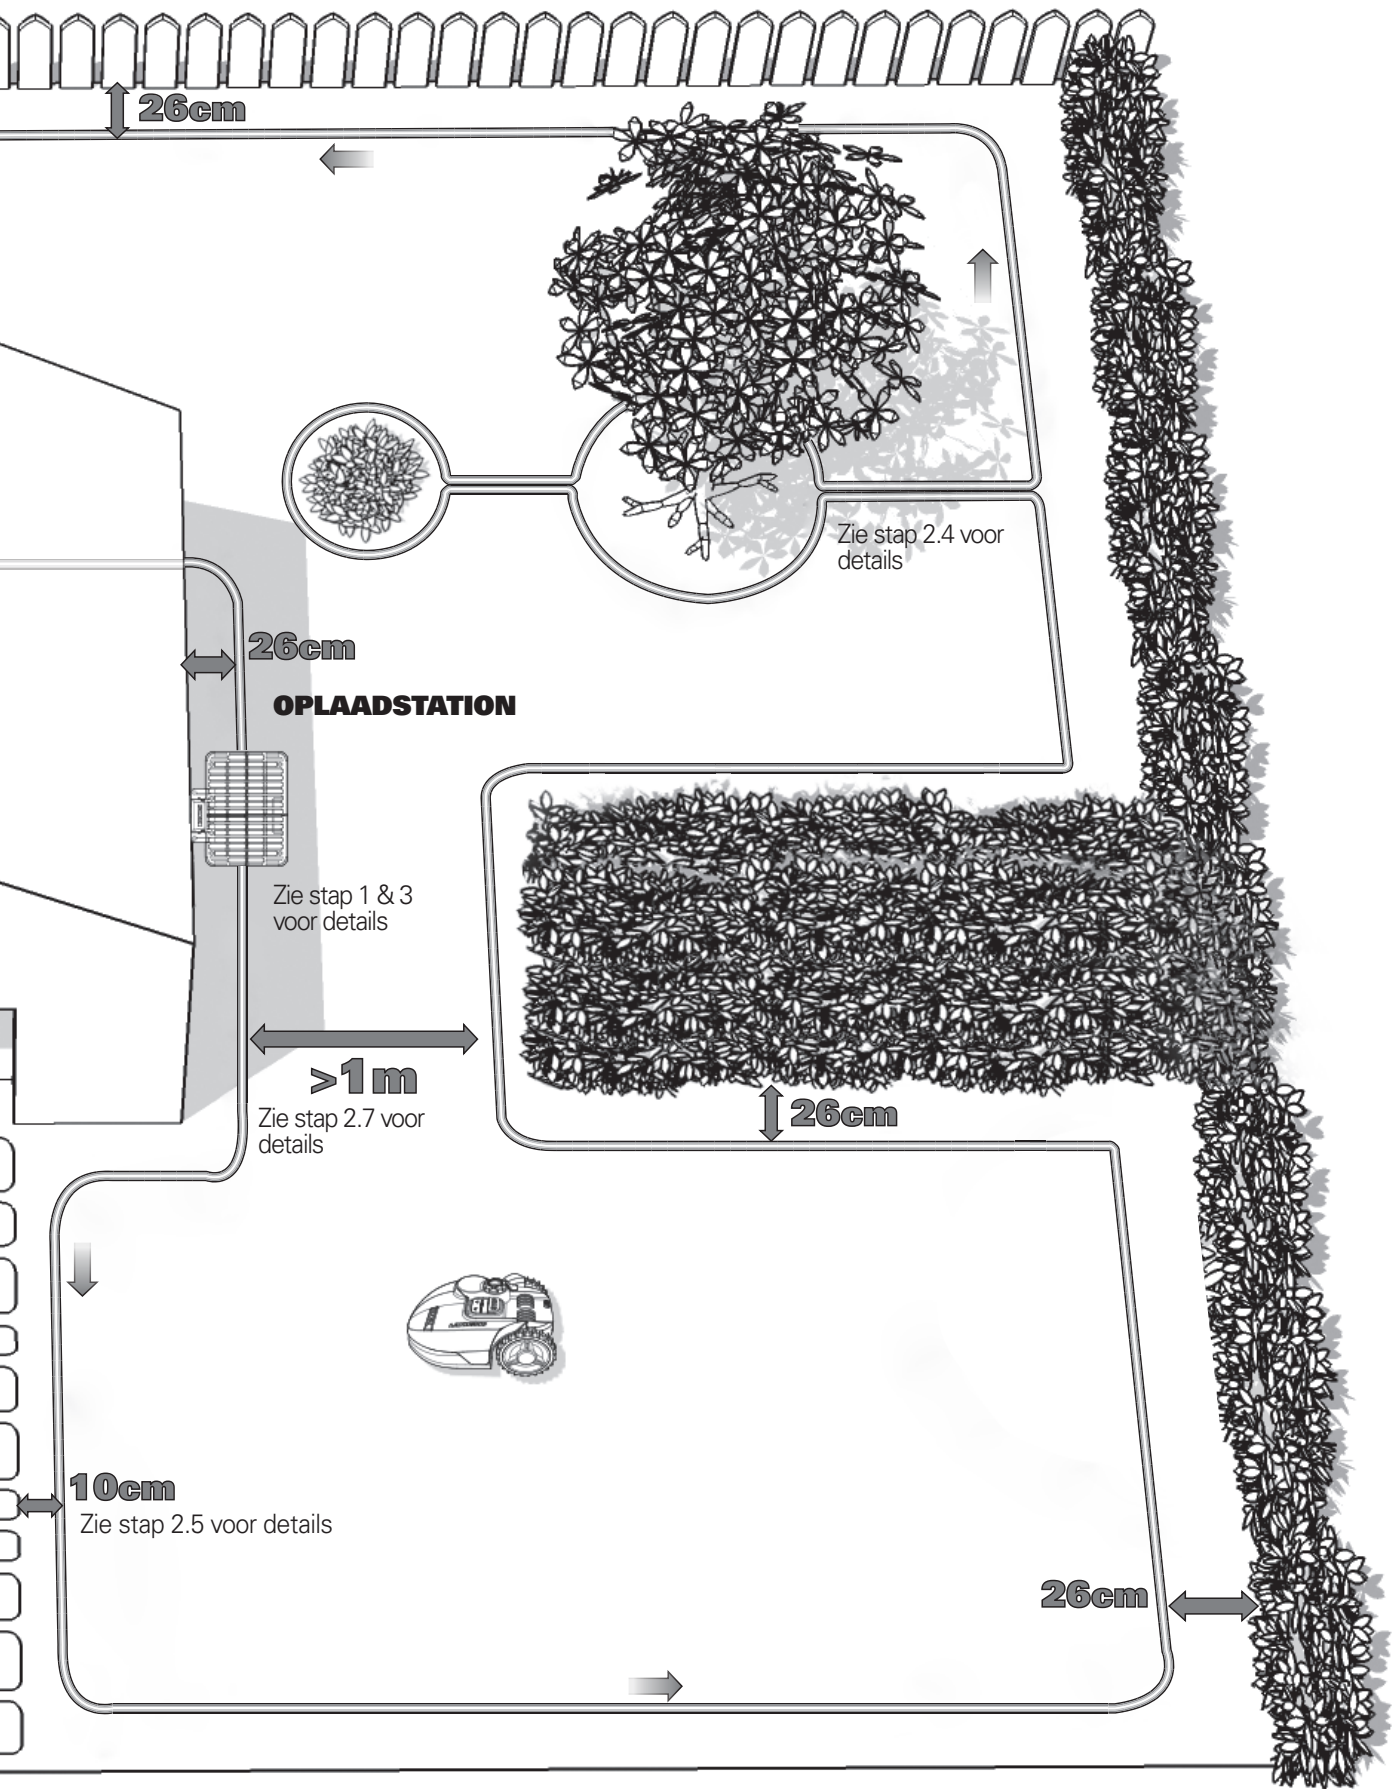 26cm
Zie stap 2.4 voor
details
26cm
OPLAADSTATION
Zie stap 1 & 3
voor details
>1m
Zie stap 2.7 voor
details
26cm
10cm
Zie stap 2.5 voor details
26cm